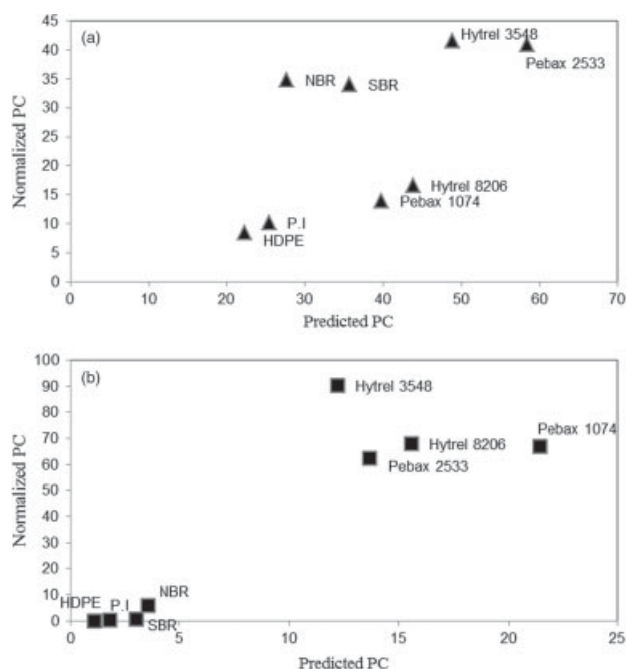 (a)
45
40
35
30
25
20
15
10
5
0
Normalized PC
Hytrel 3548
Pebax 2533
NBR
SBR
Hytrel 8206
Pebax 1074
P.I
HDPE
0 10 20 30 40 50 60 70
Predicted PC
(b)
100
90
80
70
60
50
40
30
20
10
0
Normalized PC
Hytrel 3548
Pebax 1074
Hytrel 8206
Pebax 2533
NBR
HDPE P.I
SBR
0 5 10 15 20 25
Predicted PC